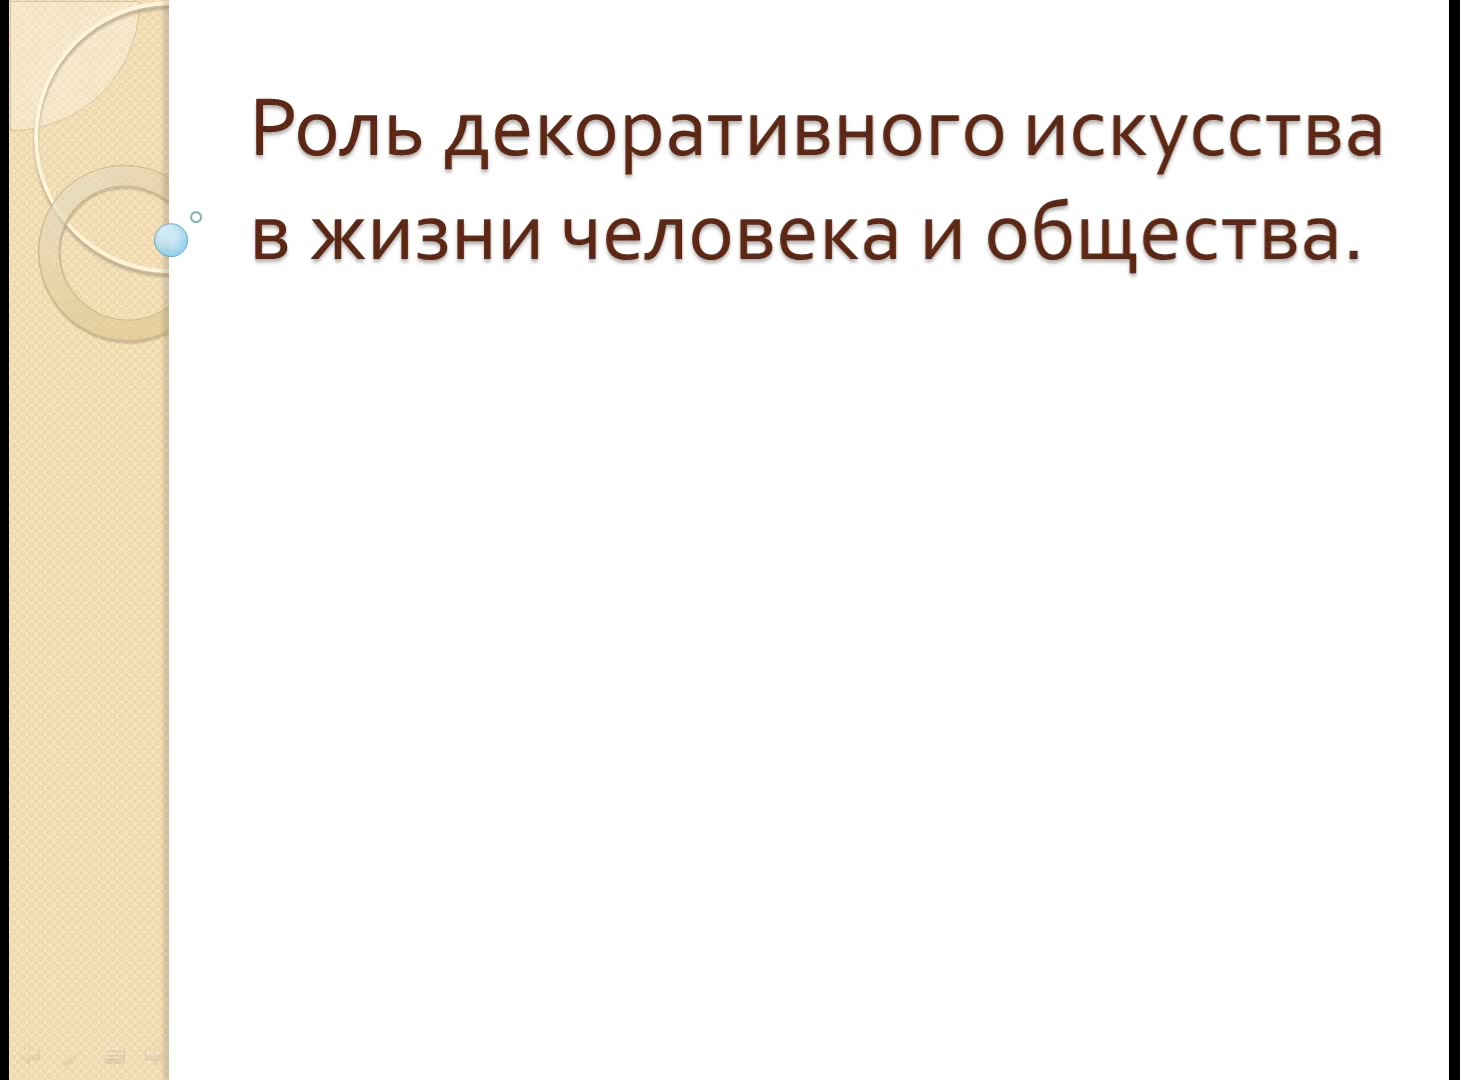 Роль декоративного искусства
в жизни человека и общества.